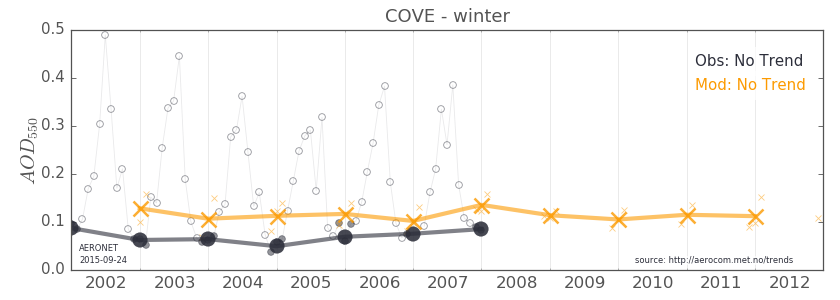 COVE - winter
0.5
0.4
0.3
0.2
0.1
0.0
AOD550
Obs: No Trend
Mod: No Trend
AERONET
2015-09-24
source: http://aerocom.met.no/trends
2002 2003 2004 2005 2006 2007 2008 2009 2010 2011 2012